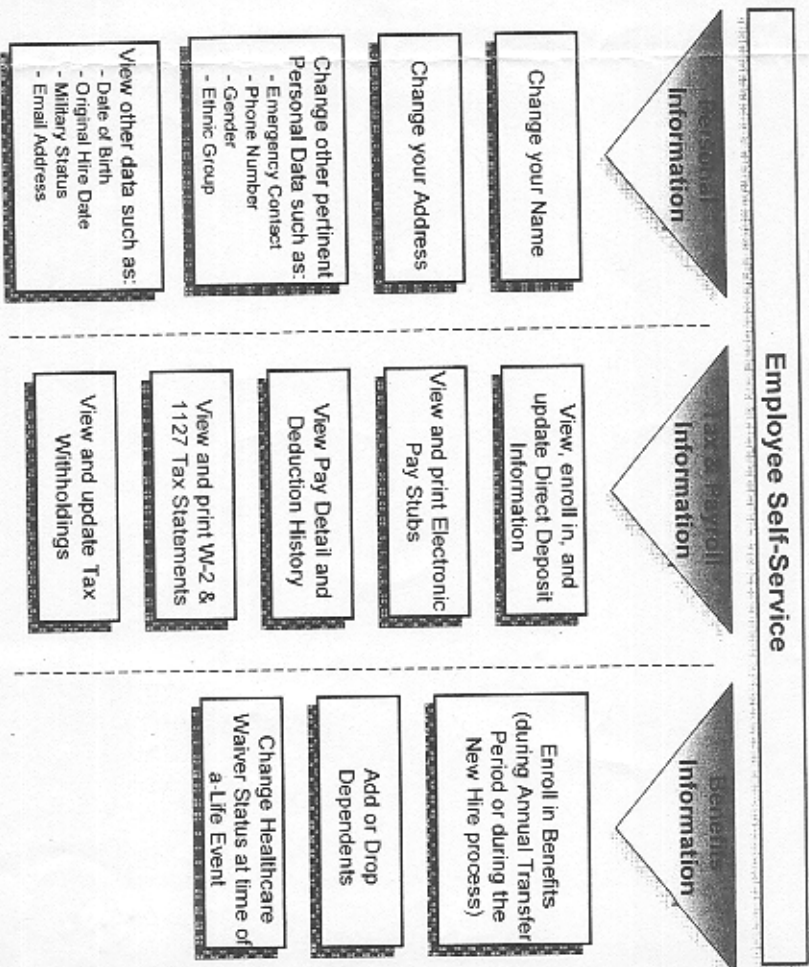 Employee Self-Service
Personal
Information
Change your Name
Change your Address
Change other pertinent
Personal Data such as:
- Emergency Contact
- Phone Number
- Gender
- Ethnic Group
View other data such as:
- Date of Birth
- Original Hire Date
- Military Status
- Email Address
Tax & Payroll
Information
View, enroll in, and
update Direct Deposit
Information
View and print Electronic
Pay Stubs
View Pay Detail and
Deduction History
View and print W-2 &
1127 Tax Statements
View and update Tax
Withholdings
Benefits
Information
Enroll in Benefits
(during Annual Transfer
Period or during the
New Hire process)
Add or Drop
Dependents
Change Healthcare
Waiver Status at time of
a-Life Event